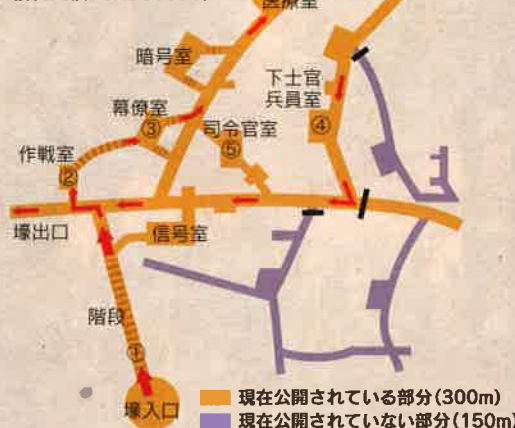 医療室
暗号室
下士官
兵員室
④
幕僚室
③
司令官室
⑤
作戦室
②
壕出口
信号室
階段
①
壕入口
現在公開されている部分(300m)
現在公開されていない部分(150m)